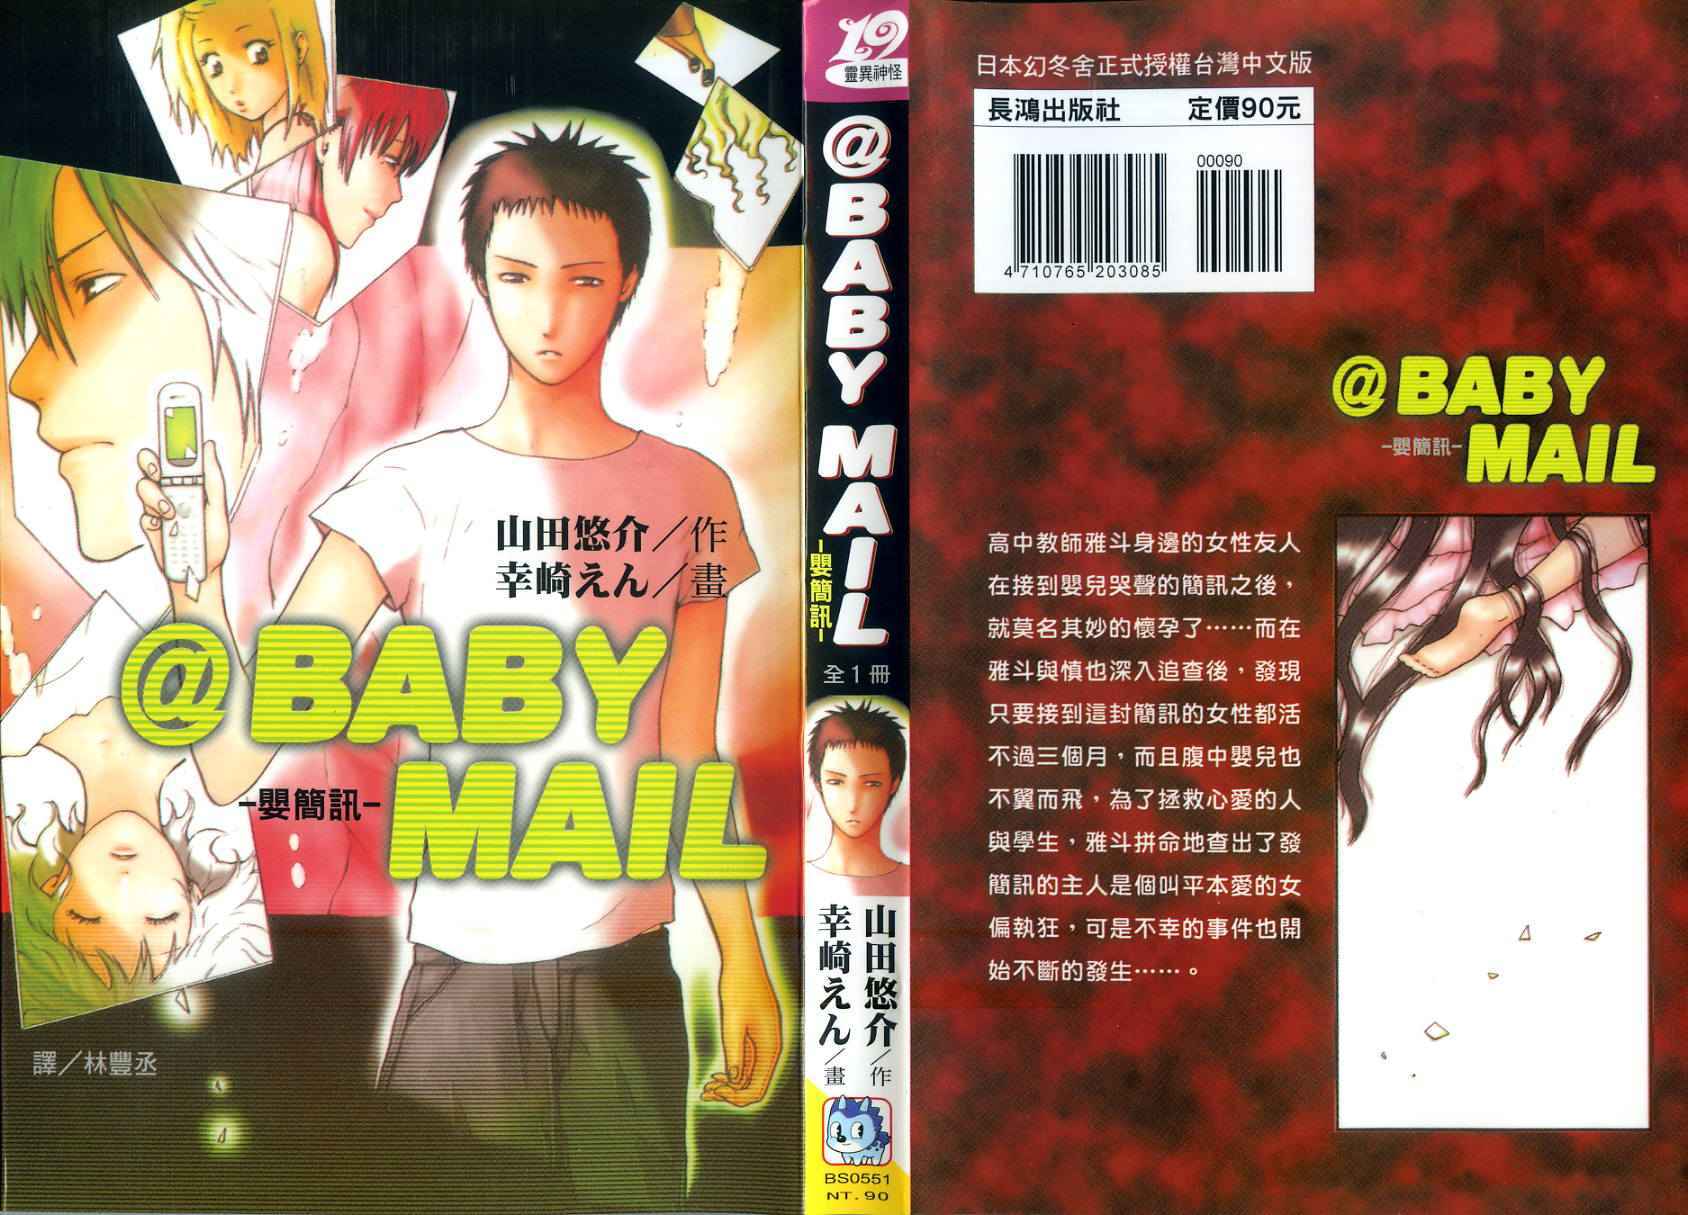 山田悠介／作
幸崎えん／畫
@BABY
-嬰簡訊- MAIL
譯／林豐丞
19
靈異神怪
@BABY MAIL
-嬰簡訊-
全1冊
山田悠介／作
幸崎えん／畫
BS0551
NT. 90
日本幻冬舍正式授權台灣中文版
長鴻出版社 定價90元
00090
4 710765 203085
@BABY
-嬰簡訊- MAIL
高中教師雅斗身邊的女性友人
在接到嬰兒哭聲的簡訊之後，
就莫名其妙的懷孕了……而在
雅斗與慎也深入追查後，發現
只要接到這封簡訊的女性都活
不過三個月，而且腹中嬰兒也
不翼而飛，為了拯救心愛的人
與學生，雅斗拼命地查出了發
簡訊的主人是個叫平本愛的女
偏執狂，可是不幸的事件也開
始不斷的發生……。